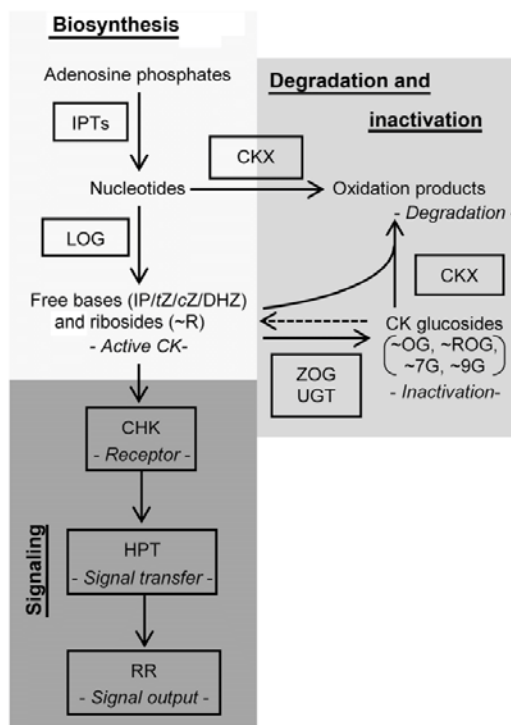 Biosynthesis
Adenosine phosphates
IPTs
Nucleotides
LOG
Free bases (IP/tZ/cZ/DHZ)
and ribosides (~R)
- Active CK-
Degradation and
inactivation
CKX
Oxidation products
- Degradation -
CKX
CK glucosides
(~OG, ~ROG,
~7G, ~9G)
- Inactivation-
ZOG
UGT
Signaling
CHK
- Receptor -
HPT
- Signal transfer -
RR
- Signal output -